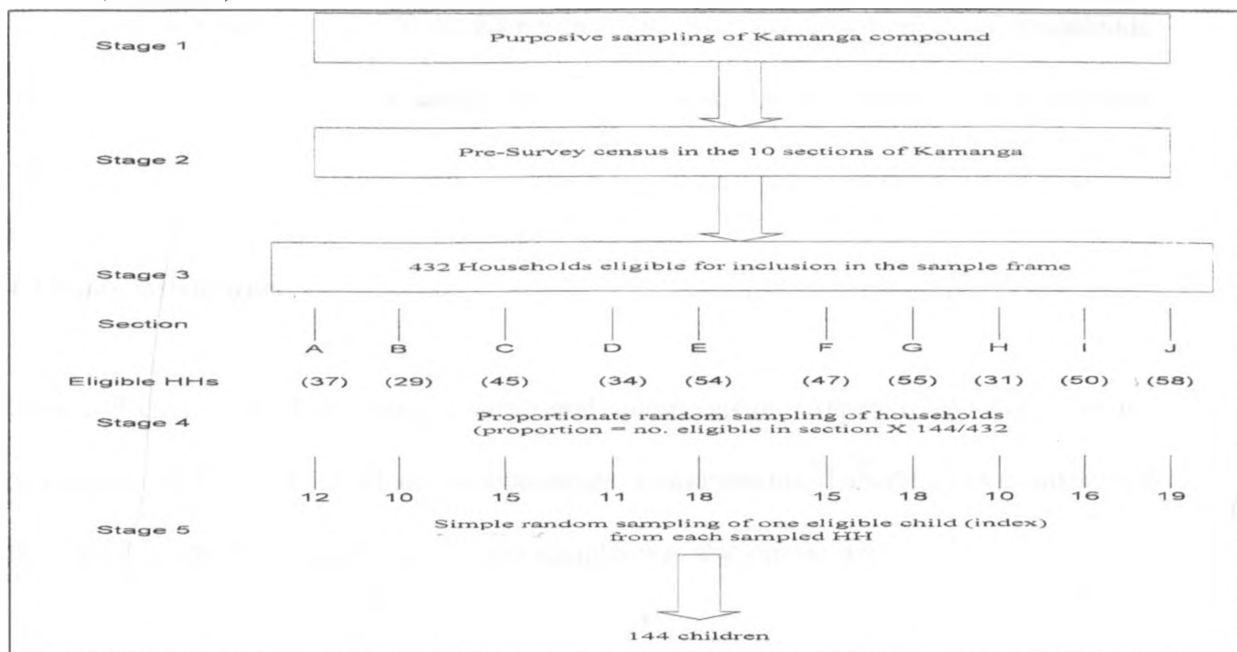 Stage 1 Purposive sampling of Kamanga compound
Stage 2 Pre-Survey census in the 10 sections of Kamanga
Stage 3 432 Households eligible for inclusion in the sample frame
Section A B C D E F G H I J
Eligible HHs (37) (29) (45) (34) (54) (47) (55) (31) (50) (58)
Stage 4 Proportionate random sampling of households
(proportion = no. eligible in section X 144/432
12 10 15 11 18 15 18 10 16 19
Stage 5 Simple random sampling of one eligible child (index)
from each sampled HH
144 children